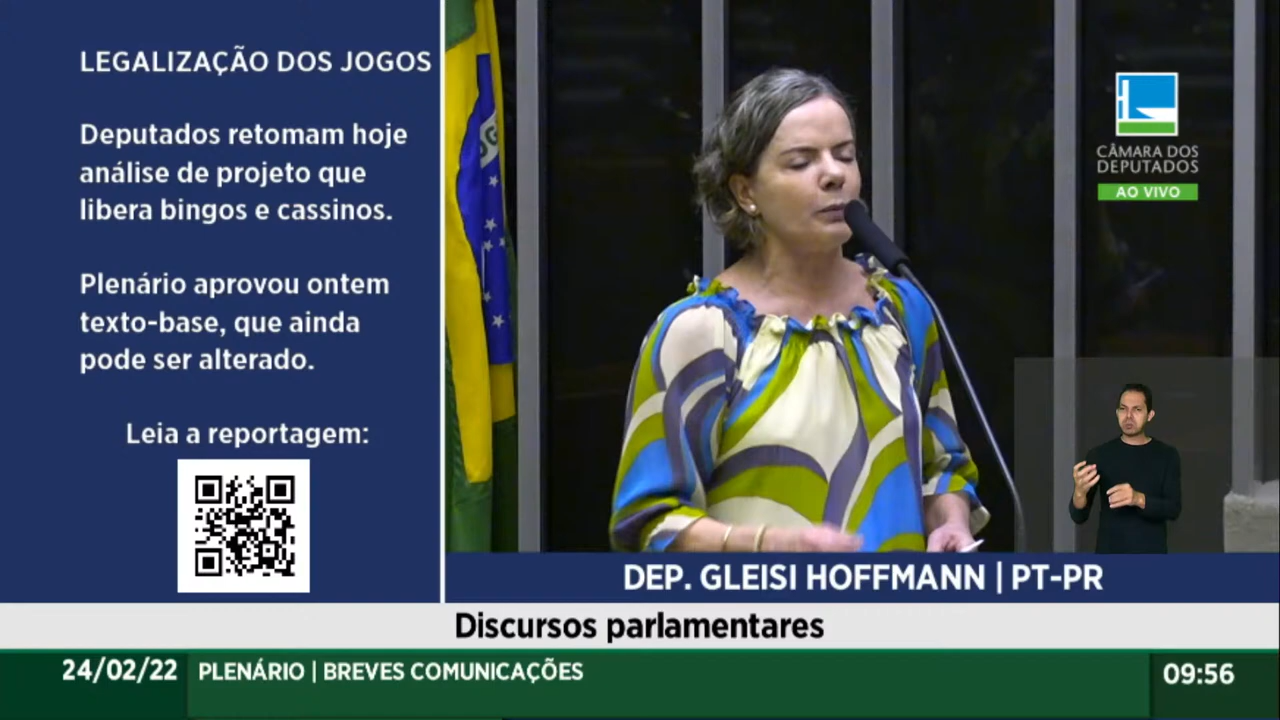 LEGALIZAÇÃO DOS JOGOS
Deputados retomam hoje
análise de projeto que
libera bingos e cassinos.
Plenário aprovou ontem
texto-base, que ainda
pode ser alterado.
Leia a reportagem:
CÂMARA DOS
DEPUTADOS
AO VIVO
DEP. GLEISI HOFFMANN | PT-PR
Discursos parlamentares
24/02/22 PLENÁRIO | BREVES COMUNICAÇÕES 09:56